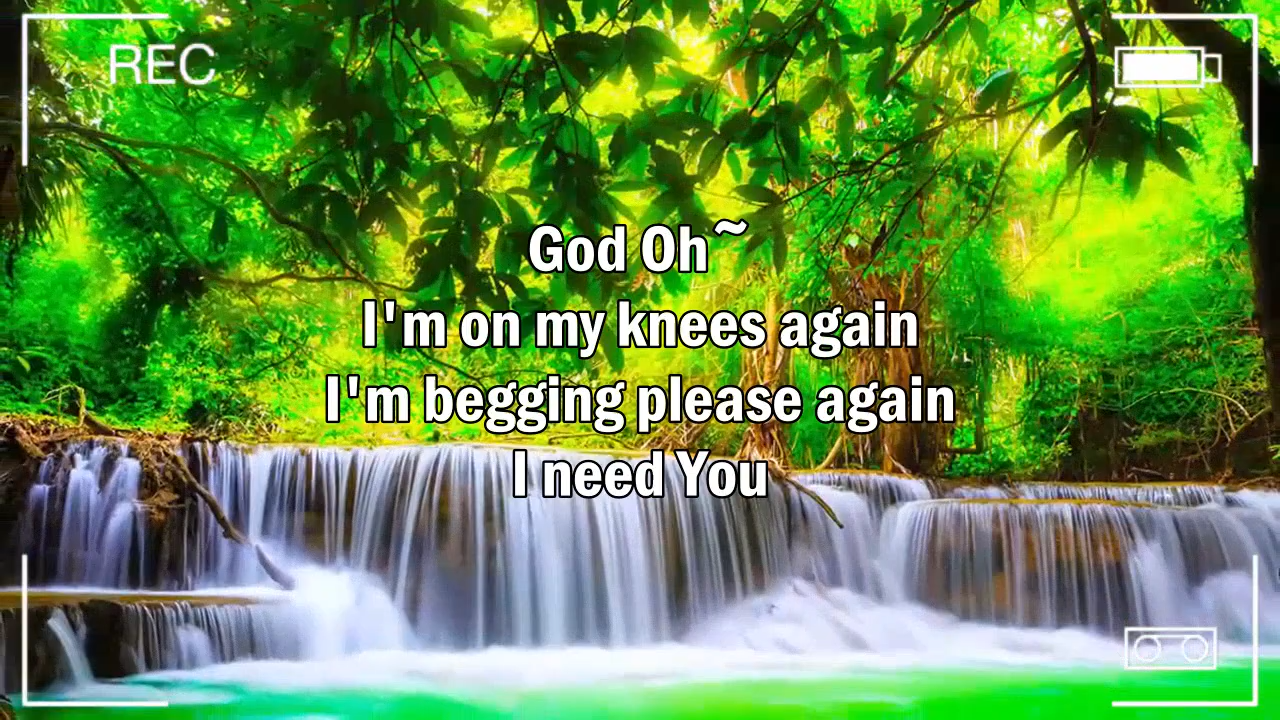 REC
God Oh~
I'm on my knees again
I'm begging please again
I need You